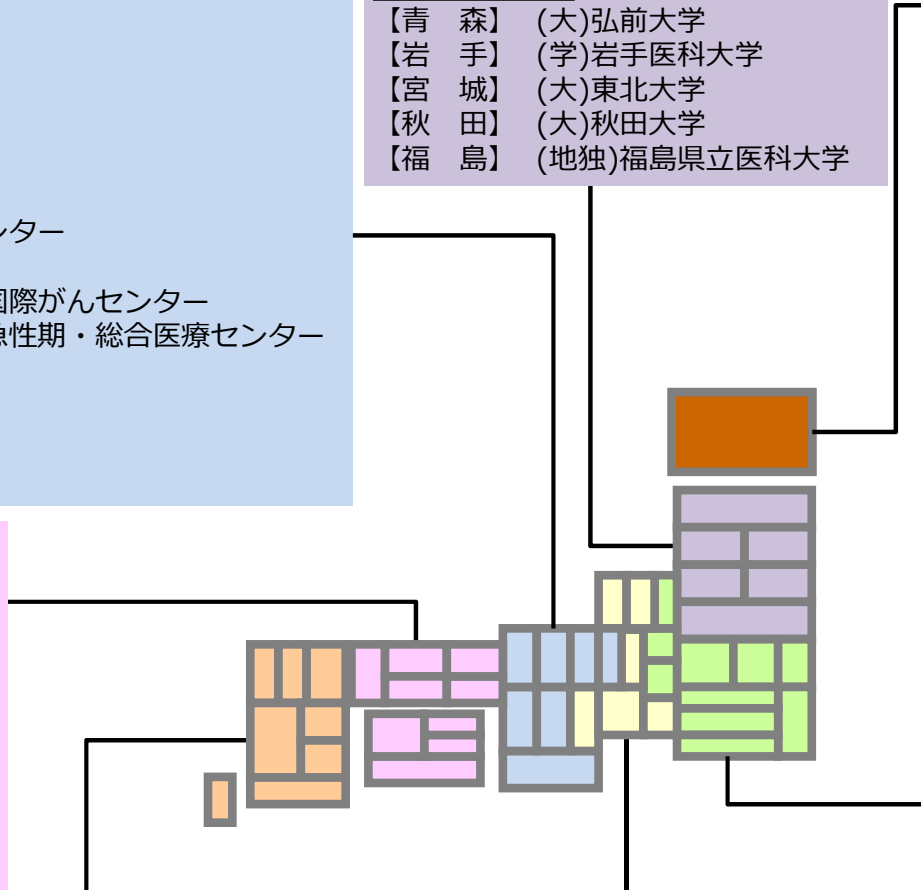 【青　森】 (大)弘前大学
【岩　手】 (学)岩手医科大学
【宮　城】 (大)東北大学
【秋　田】 (大)秋田大学
【福　島】 (地独)福島県立医科大学
ンター
国際がんセンター
急性期・総合医療センター